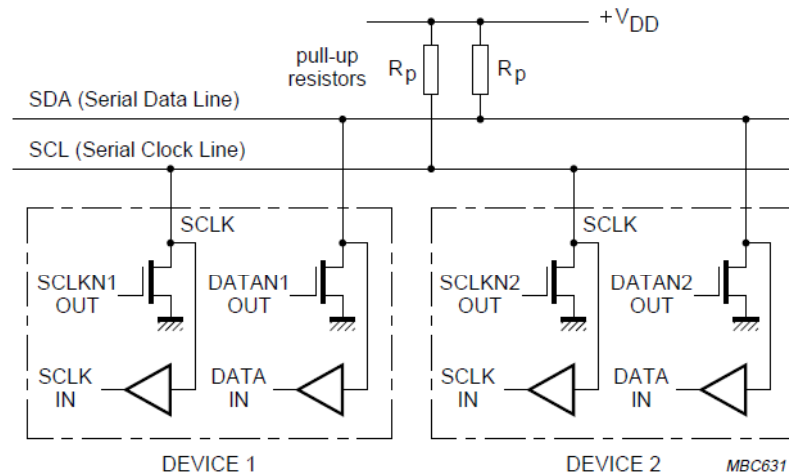 +VDD
pull-up
resistors
Rp
Rp
SDA (Serial Data Line)
SCL (Serial Clock Line)
SCLK
SCLK
SCLKN1
OUT
DATAN1
OUT
SCLKN2
OUT
DATAN2
OUT
SCLK
IN
DATA
IN
SCLK
IN
DATA
IN
DEVICE 1
DEVICE 2
MBC631